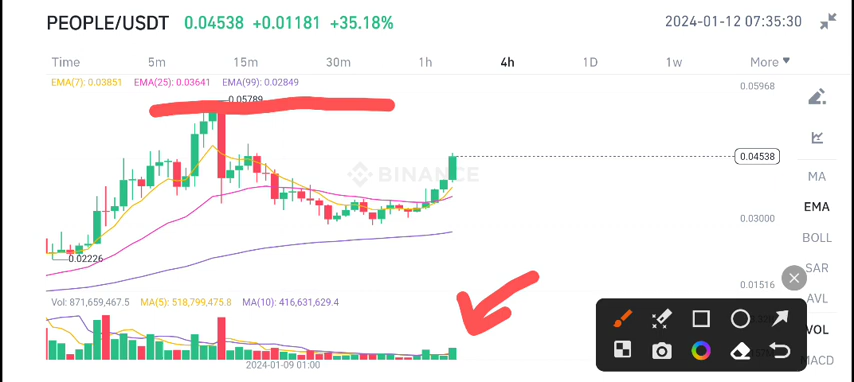 PEOPLE/USDT 0.04538 +0.01181 +35.18% 2024-01-12 07:35:30
Time 5m 15m 30m 1h 4h 1D 1w More
EMA(7): 0.03851 EMA(25): 0.03641 EMA(99): 0.02849
0.05968
0.05789
0.04538
BINANCE
MA
EMA
0.03000
BOLL
0.02226
SAR
0.01516
AVL
Vol: 871,659,467.5 MA(5): 518,799,475.8 MA(10): 416,631,629.4
VOL
MACD
2024-01-09 01:00